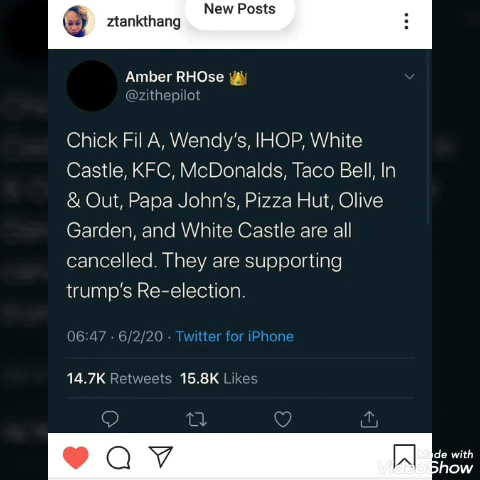 New Posts
ztankthang
Amber RHOse 👑
@zithepilot
Chick Fil A, Wendy's, IHOP, White
Castle, KFC, McDonalds, Taco Bell, In
& Out, Papa John's, Pizza Hut, Olive
Garden, and White Castle are all
cancelled. They are supporting
trump's Re-election.
06:47 · 6/2/20 · Twitter for iPhone
14.7K Retweets 15.8K Likes
Made with
VideoShow